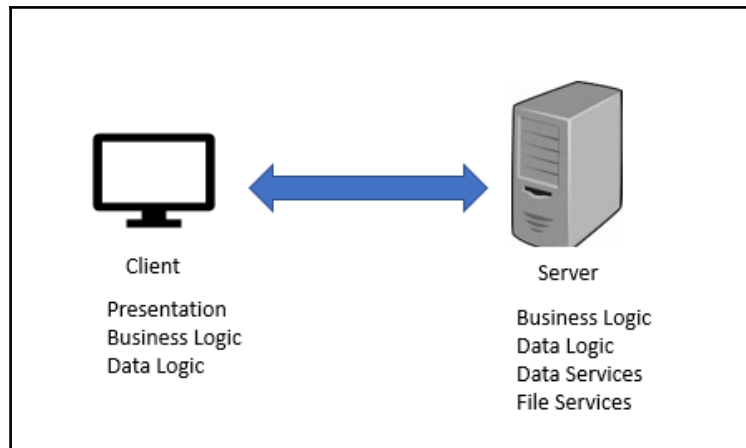 Client
Presentation
Business Logic
Data Logic
Server
Business Logic
Data Logic
Data Services
File Services